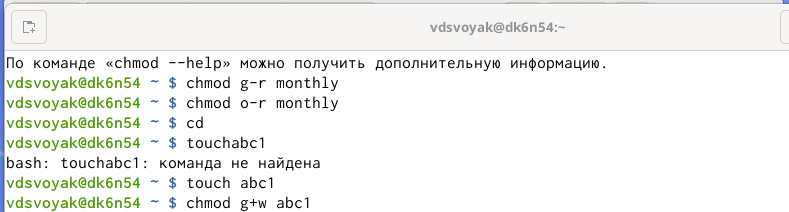 vdsvoyak@dk6n54:~
По команде «chmod --help» можно получить дополнительную информацию.
vdsvoyak@dk6n54 ~ $ chmod g-r monthly
vdsvoyak@dk6n54 ~ $ chmod o-r monthly
vdsvoyak@dk6n54 ~ $ cd
vdsvoyak@dk6n54 ~ $ touchabc1
bash: touchabc1: команда не найдена
vdsvoyak@dk6n54 ~ $ touch abc1
vdsvoyak@dk6n54 ~ $ chmod g+w abc1